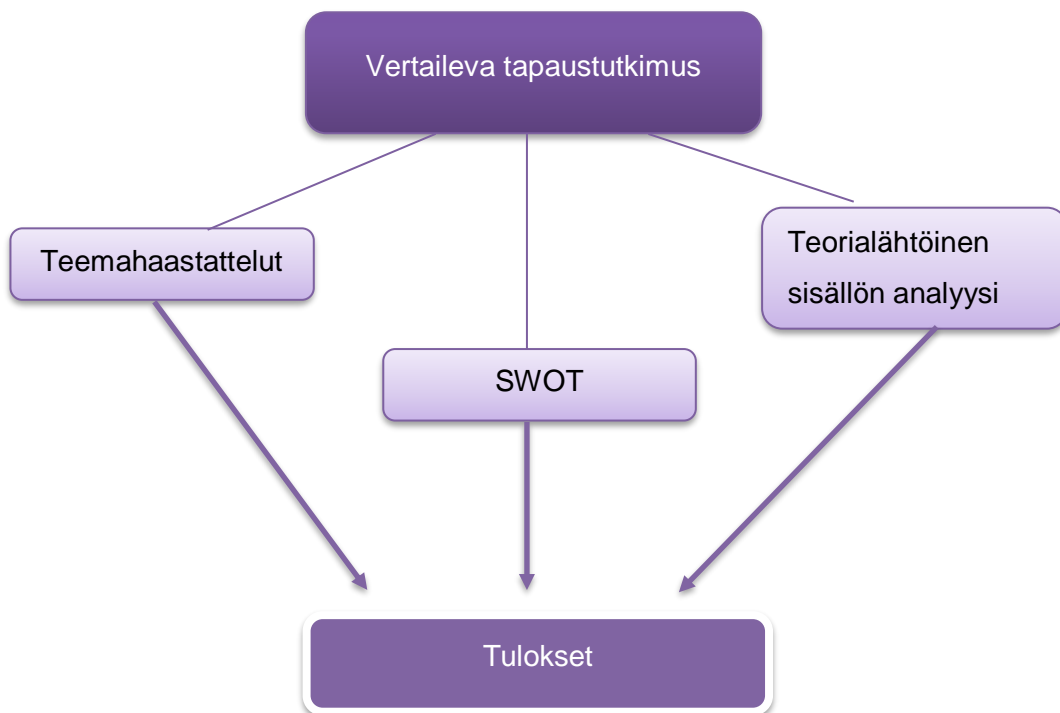 Vertaileva tapaustutkimus
Teemahaastattelut
Teorialähtöinen
sisällön analyysi
SWOT
Tulokset